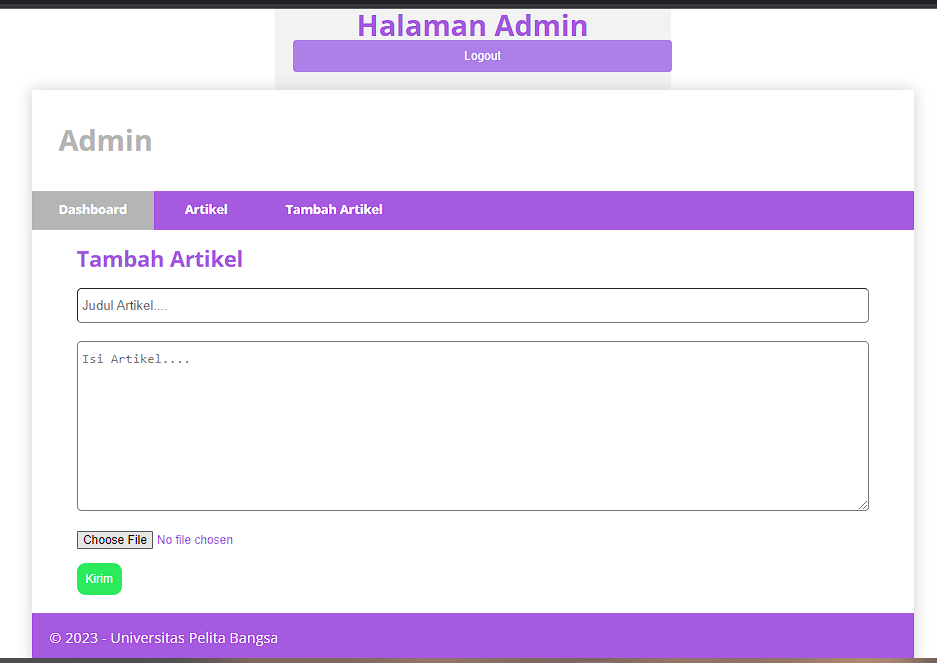 Halaman Admin
Logout
Admin
Dashboard Artikel Tambah Artikel
Tambah Artikel
Judul Artikel....
Isi Artikel....
Choose File No file chosen
Kirim
© 2023 - Universitas Pelita Bangsa